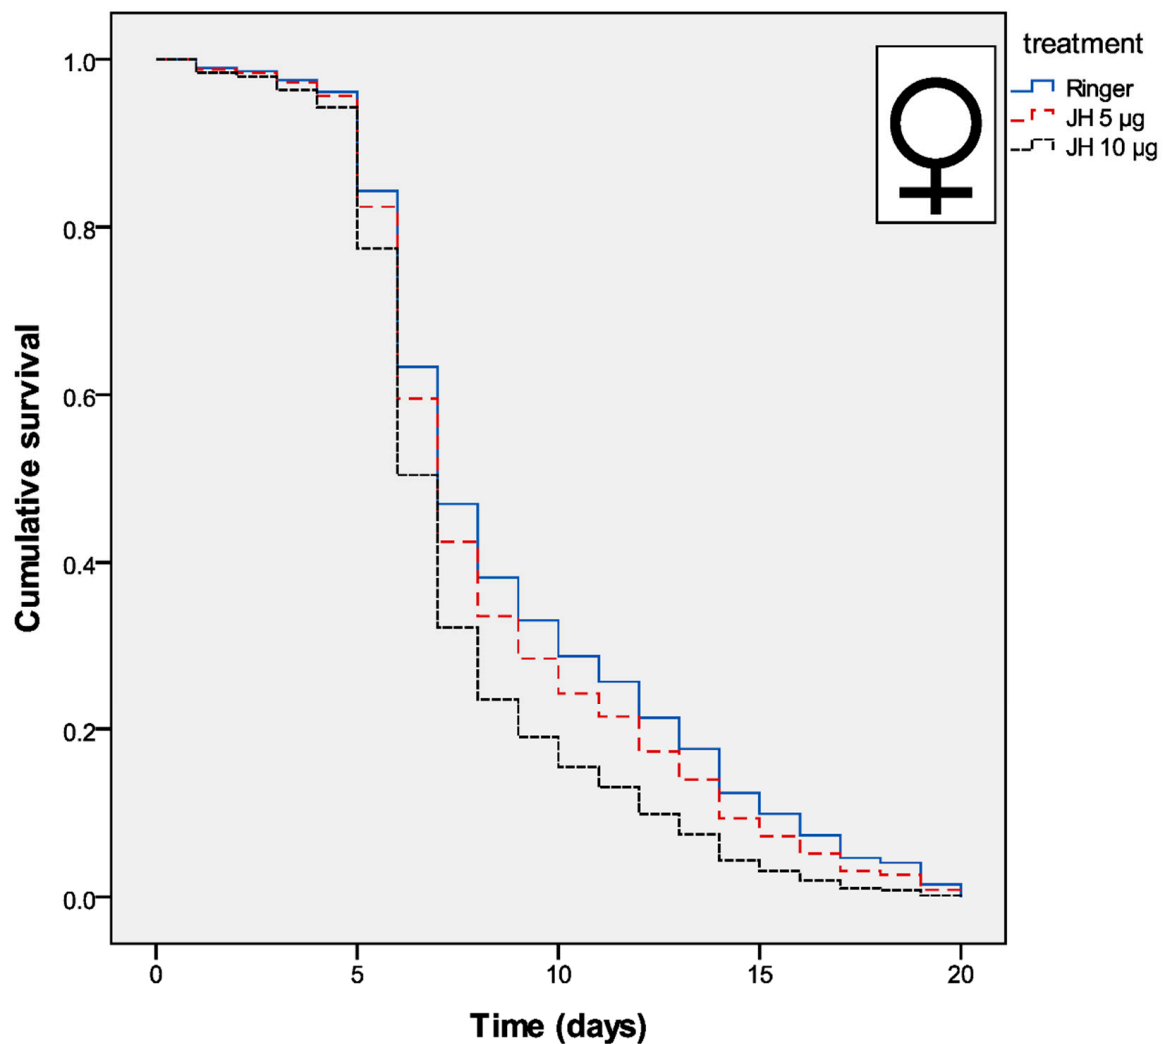 treatment
Ringer
JH 5 µg
JH 10 µg
1.0
0.8
0.6
0.4
0.2
0.0
Cumulative survival
0 5 10 15 20
Time (days)